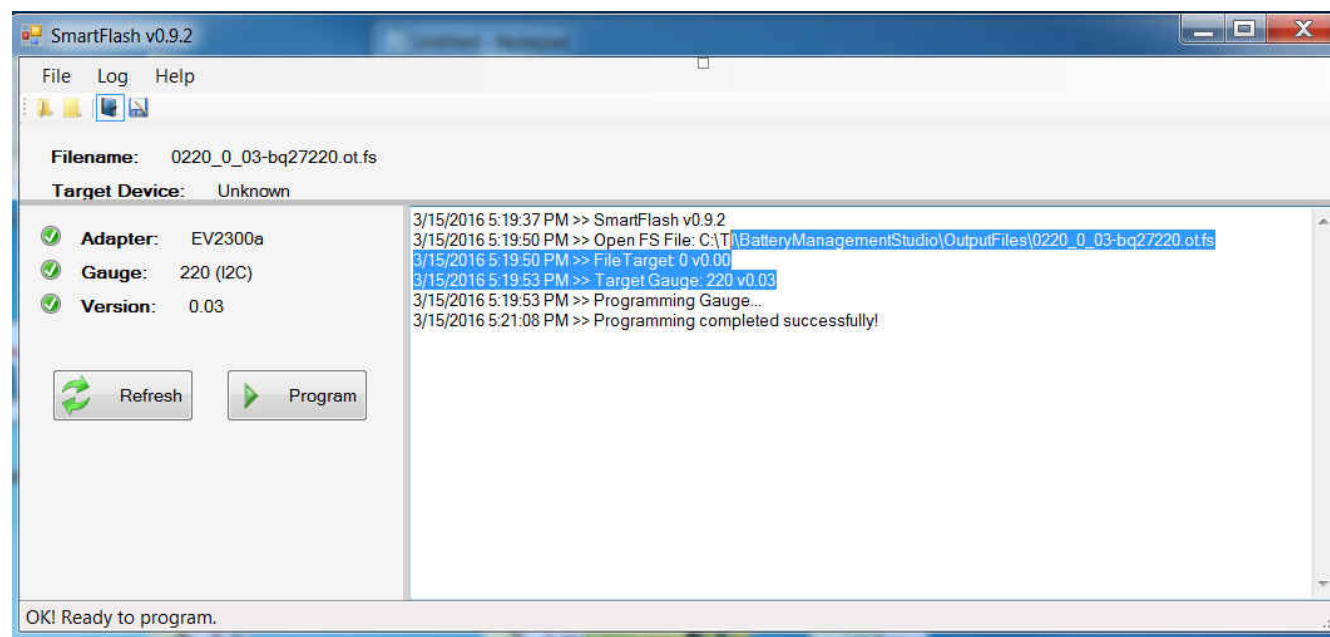 SmartFlash v0.9.2
File Log Help
Filename: 0220_0_03-bq27220.ot.fs
Target Device: Unknown
Adapter: EV2300a
Gauge: 220 (I2C)
Version: 0.03
Refresh Program
3/15/2016 5:19:37 PM >> SmartFlash v0.9.2
3/15/2016 5:19:50 PM >> Open FS File: C:\TI\BatteryManagementStudio\OutputFiles\0220_0_03-bq27220.ot.fs
3/15/2016 5:19:50 PM >> File Target: 0 v0.00
3/15/2016 5:19:53 PM >> Target Gauge: 220 v0.03
3/15/2016 5:19:53 PM >> Programming Gauge...
3/15/2016 5:21:08 PM >> Programming completed successfully!
OK! Ready to program.